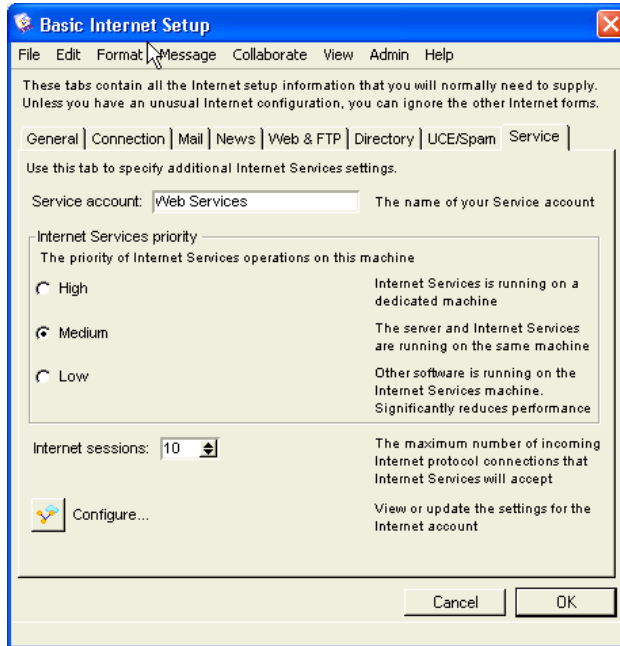 Basic Internet Setup
File Edit Format Message Collaborate View Admin Help
These tabs contain all the Internet setup information that you will normally need to supply.
Unless you have an unusual Internet configuration, you can ignore the other Internet forms.
General Connection Mail News Web & FTP Directory UCE/Spam Service
Use this tab to specify additional Internet Services settings.
Service account: Web Services The name of your Service account
Internet Services priority
The priority of Internet Services operations on this machine
High
Internet Services is running on a
dedicated machine
Medium
The server and Internet Services
are running on the same machine
Low
Other software is running on the
Internet Services machine.
Significantly reduces performance
Internet sessions: 10
The maximum number of incoming
Internet protocol connections that
Internet Services will accept
Configure...
View or update the settings for the
Internet account
Cancel OK